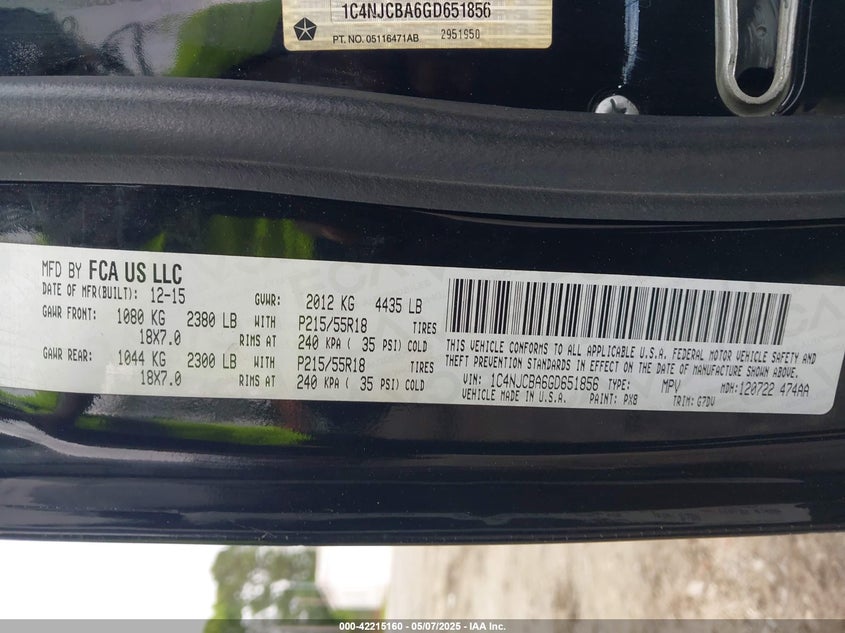 1C4NJCBA6GD651856
PT. NO. 05116471AB 2951950
MFD BY FCA US LLC
DATE OF MFR(BUILT): 12-15 GVWR: 2012 KG 4435 LB
GAWR FRONT: 1080 KG 2380 LB WITH P215/55R18 TIRES
18X7.0 RIMS AT 240 KPA ( 35 PSI) COLD
GAWR REAR: 1044 KG 2300 LB WITH P215/55R18 TIRES
18X7.0 RIMS AT 240 KPA ( 35 PSI) COLD
THIS VEHICLE CONFORMS TO ALL APPLICABLE U.S.A. FEDERAL MOTOR VEHICLE SAFETY AND
THEFT PREVENTION STANDARDS IN EFFECT ON THE DATE OF MANUFACTURE SHOWN ABOVE.
VIN: 1C4NJCBA6GD651856 TYPE: MPV MDH: 120722 474AA
VEHICLE MADE IN U.S.A. PAINT: PX8 TRIM: G7DV
000-42215160 - 05/07/2025 - IAA Inc.